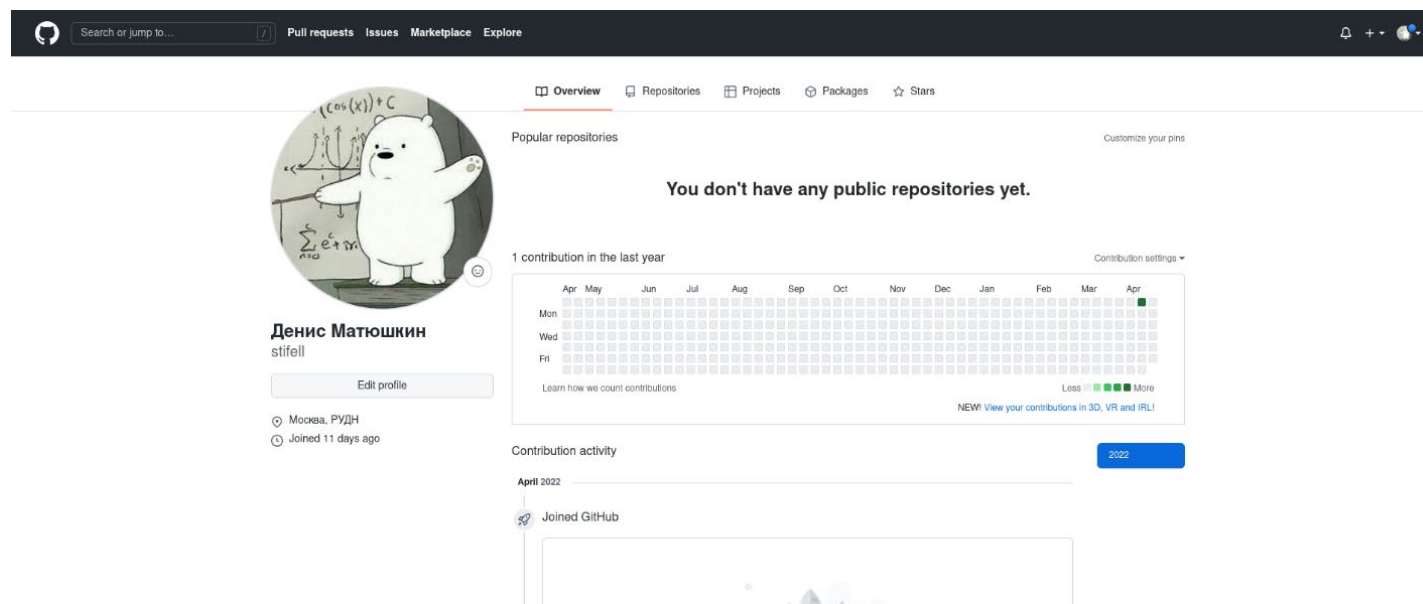 Search or jump to... / Pull requests Issues Marketplace Explore
Overview Repositories Projects Packages Stars
(cos(x))+C
Popular repositories Customize your pins
You don't have any public repositories yet.
1 contribution in the last year Contribution settings
Apr May Jun Jul Aug Sep Oct Nov Dec Jan Feb Mar Apr
Mon
Wed
Fri
Learn how we count contributions Less More
NEW! View your contributions in 3D, VR and IRL!
Денис Матюшкин
stifell
Edit profile
Москва, РУДН
Joined 11 days ago
Contribution activity 2022
April 2022
Joined GitHub